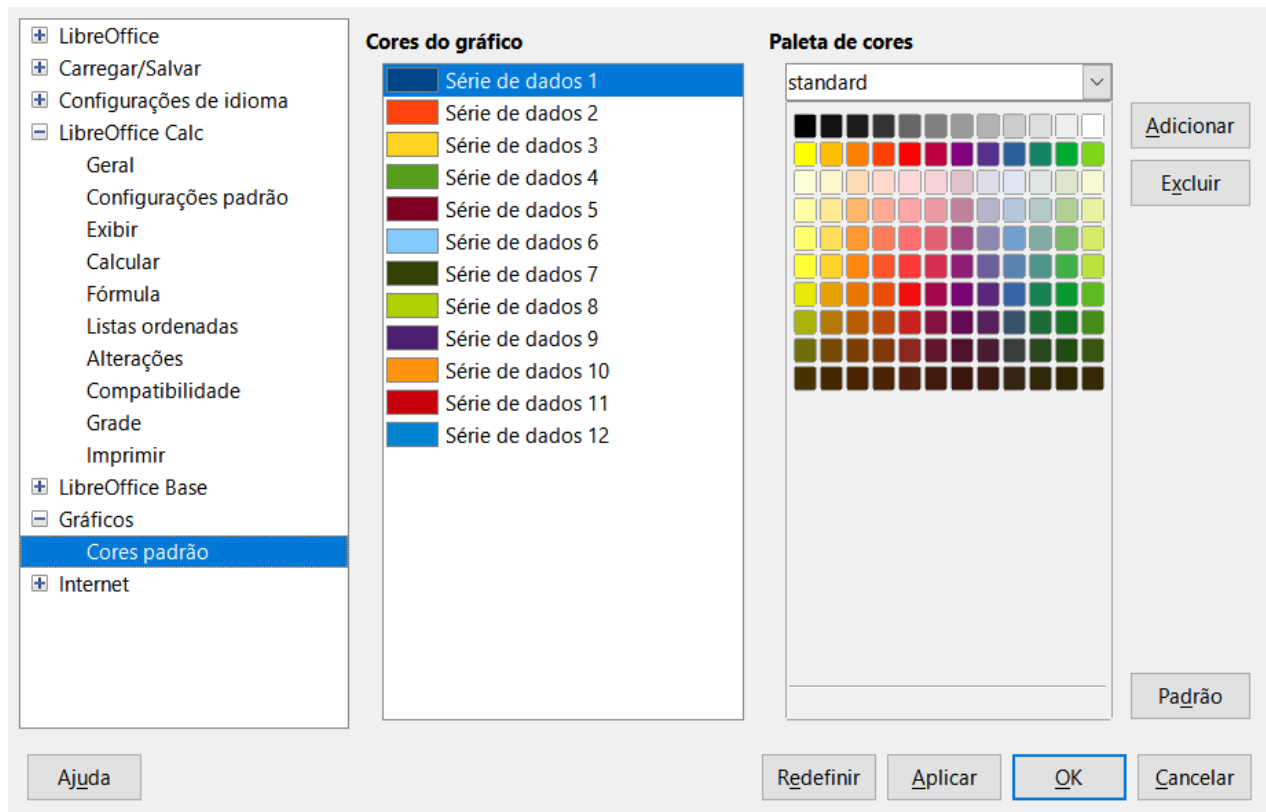 LibreOffice
Carregar/Salvar
Configurações de idioma
LibreOffice Calc
Geral
Configurações padrão
Exibir
Calcular
Fórmula
Listas ordenadas
Alterações
Compatibilidade
Grade
Imprimir
LibreOffice Base
Gráficos
Cores padrão
Internet
Cores do gráfico
Série de dados 1
Série de dados 2
Série de dados 3
Série de dados 4
Série de dados 5
Série de dados 6
Série de dados 7
Série de dados 8
Série de dados 9
Série de dados 10
Série de dados 11
Série de dados 12
Paleta de cores
standard
Adicionar
Excluir
Padrão
Ajuda
Redefinir
Aplicar
OK
Cancelar